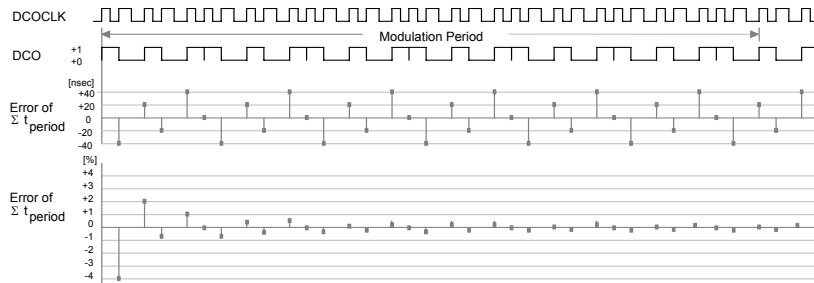 DCOCLK
Modulation Period
DCO
+1
+0
[nsec]
+40
+20
0
-20
-40
Error of
Σ t period
[%]
+4
+3
+2
+1
0
-1
-2
-3
-4
Error of
Σ t period